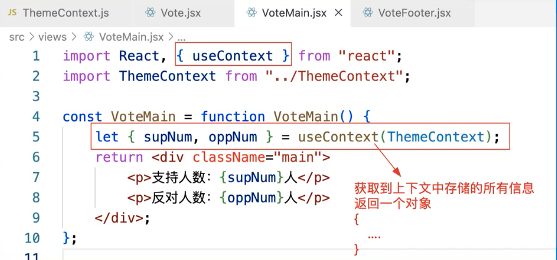 ThemeContext.js Vote.jsx VoteMain.jsx × VoteFooter.jsx
src > views > VoteMain.jsx > ...
1 import React, { useContext } from "react";
2 import ThemeContext from "../ThemeContext";
3
4 const VoteMain = function VoteMain() {
5 let { supNum, oppNum } = useContext(ThemeContext);
6 return <div className="main">
7 <p>支持人数：{supNum}人</p>
8 <p>反对人数：{oppNum}人</p>
9 </div>;
10 };
11
获取到上下文中存储的所有信息
返回一个对象
{
....
}